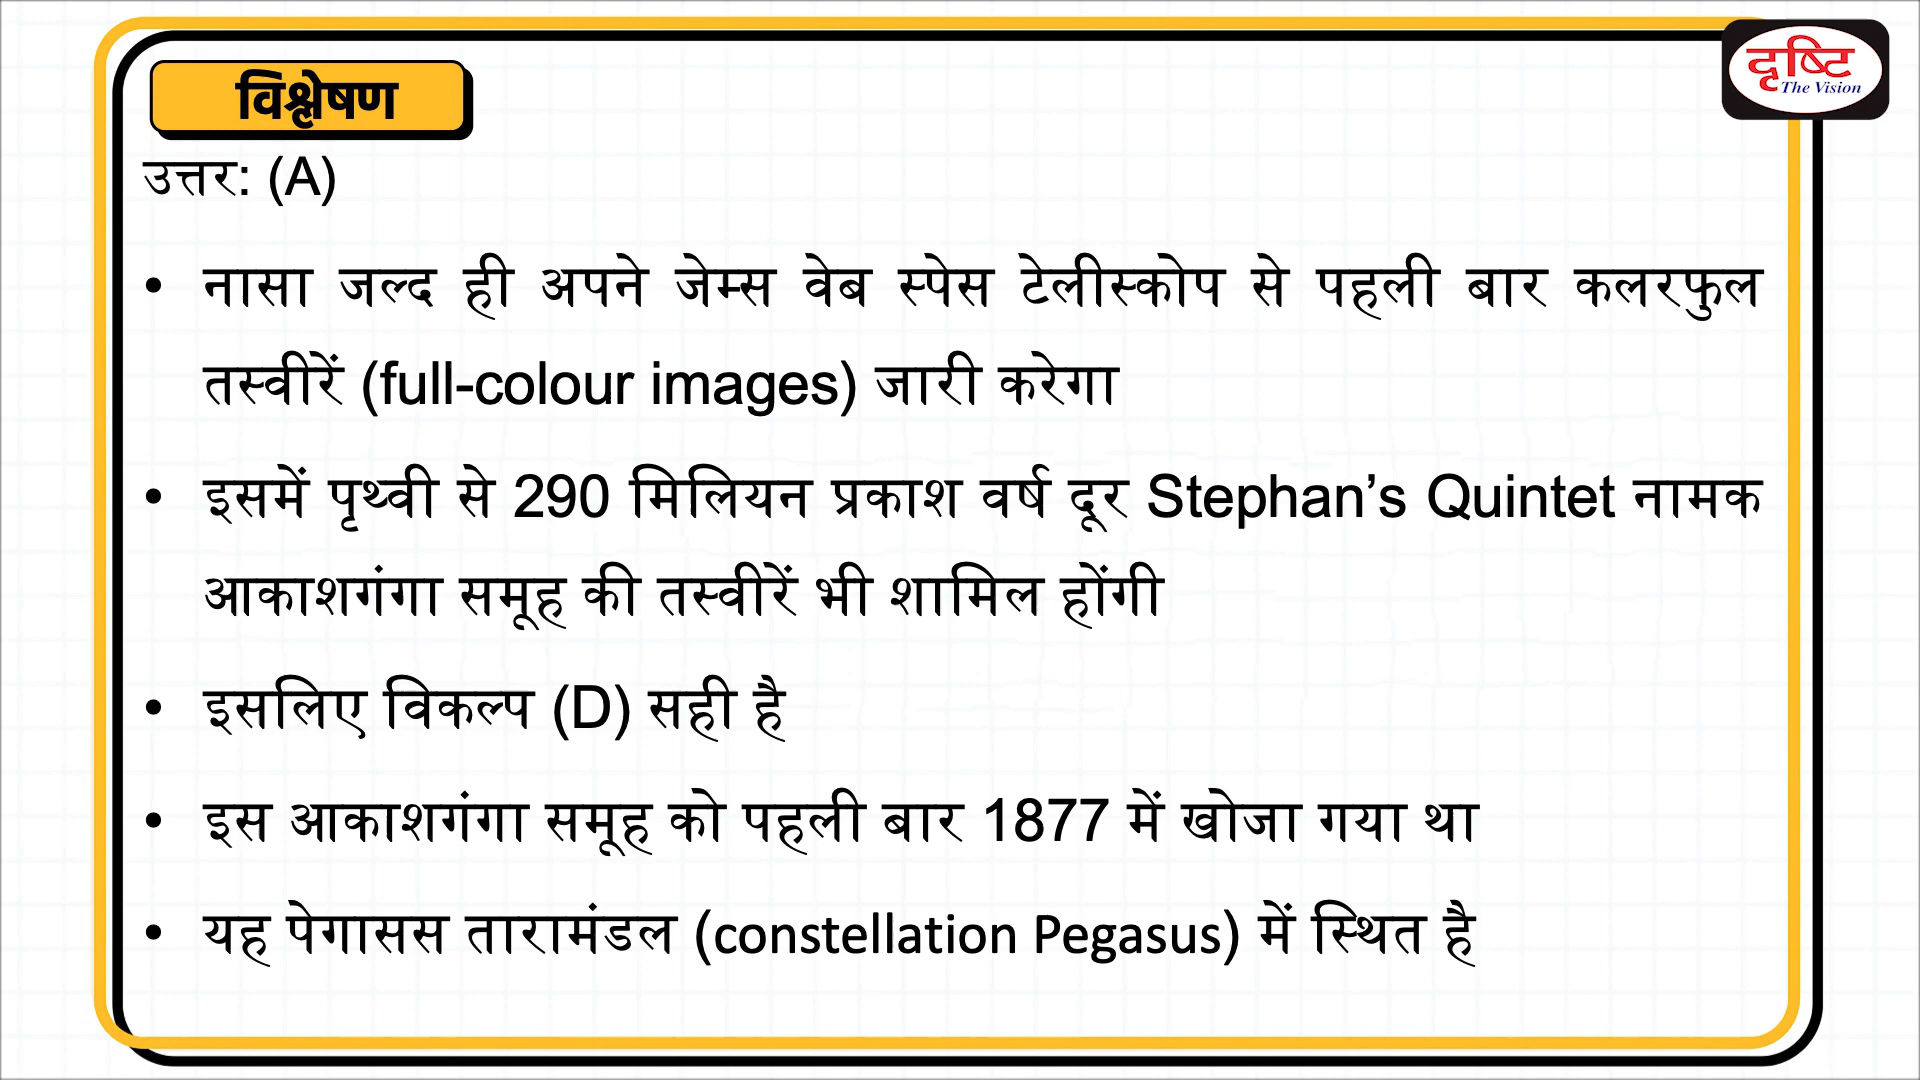 दृष्टि
The Vision
विश्लेषण
उत्तर: (A)
• नासा जल्द ही अपने जेम्स वेब स्पेस टेलीस्कोप से पहली बार कलरफुल
तस्वीरें (full-colour images) जारी करेगा
• इसमें पृथ्वी से 290 मिलियन प्रकाश वर्ष दूर Stephan’s Quintet नामक
आकाशगंगा समूह की तस्वीरें भी शामिल होंगी
• इसलिए विकल्प (D) सही है
• इस आकाशगंगा समूह को पहली बार 1877 में खोजा गया था
• यह पेगासस तारामंडल (constellation Pegasus) में स्थित है